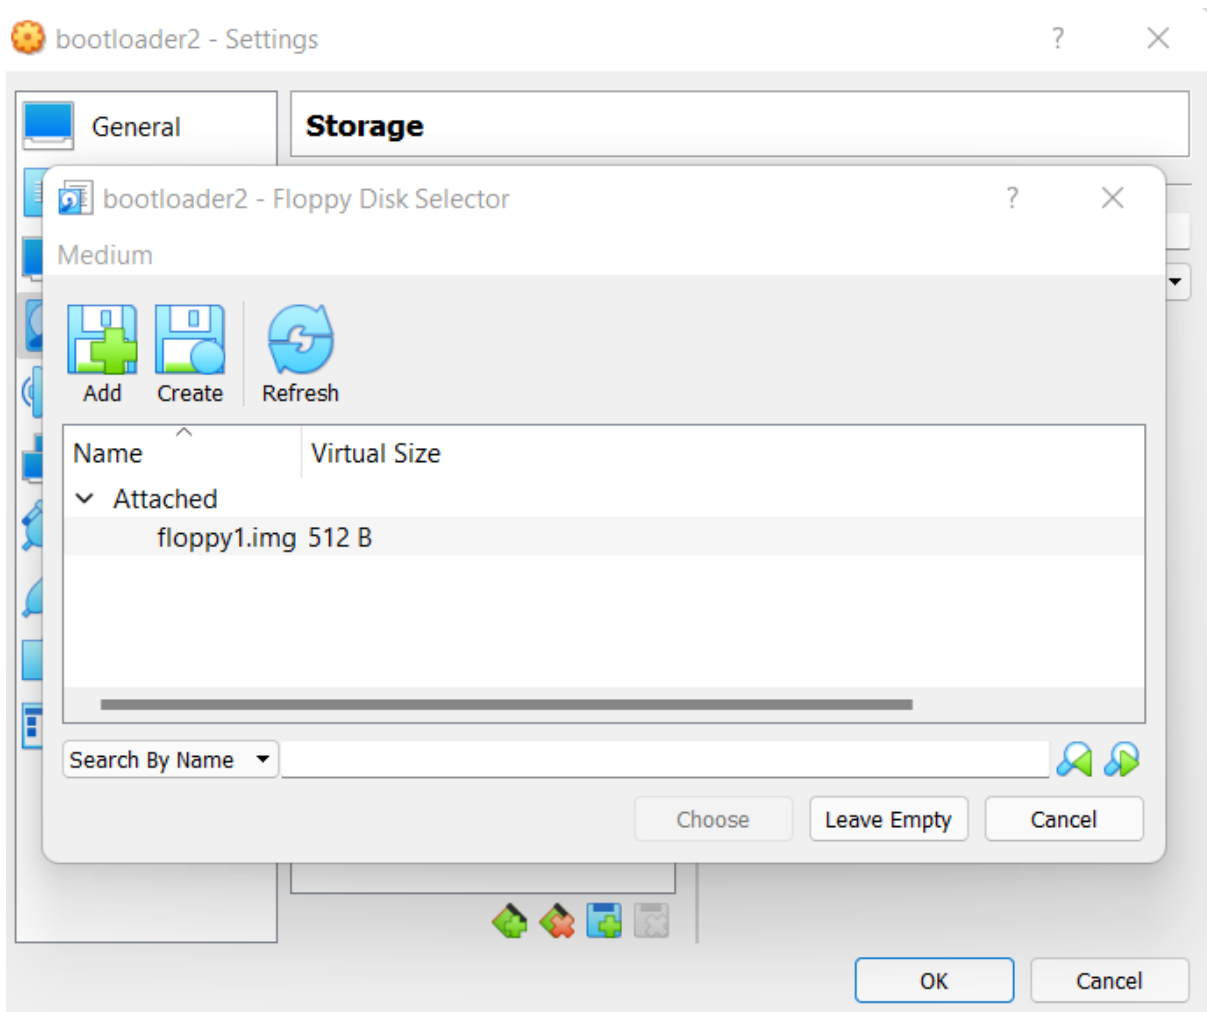 bootloader2 - Settings
General
Storage
bootloader2 - Floppy Disk Selector
Medium
Add Create Refresh
Name Virtual Size
Attached
floppy1.img 512 B
Search By Name
Choose Leave Empty Cancel
OK Cancel